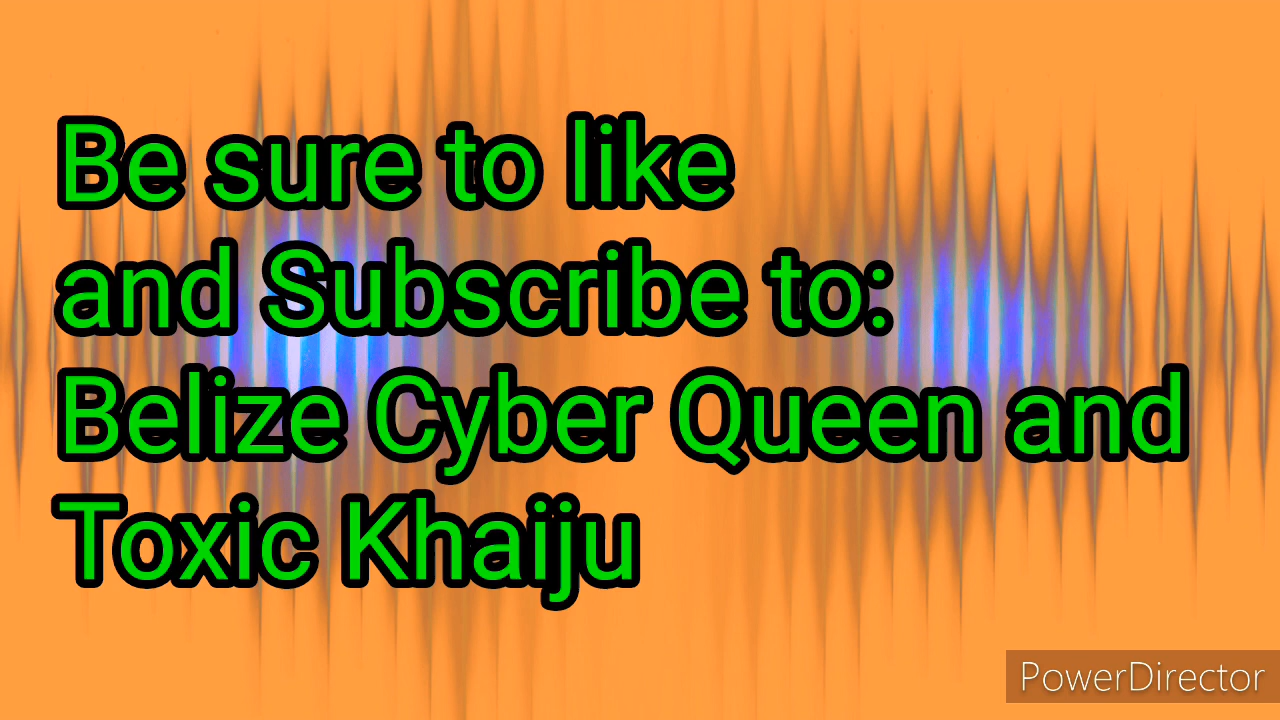 Be sure to like
and Subscribe to:
Belize Cyber Queen and
Toxic Khaiju
PowerDirector